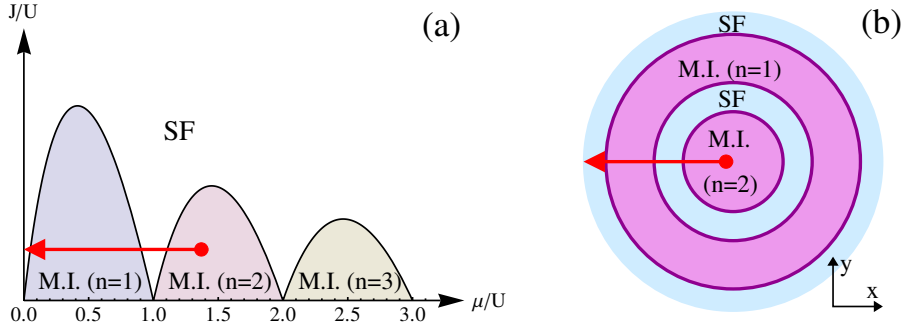 J/U
(a)
SF
M.I. (n=1)
M.I. (n=2)
M.I. (n=3)
0.0
0.5
1.0
1.5
2.0
2.5
3.0
μ/U
(b)
SF
M.I. (n=1)
SF
M.I.
(n=2)
y
x